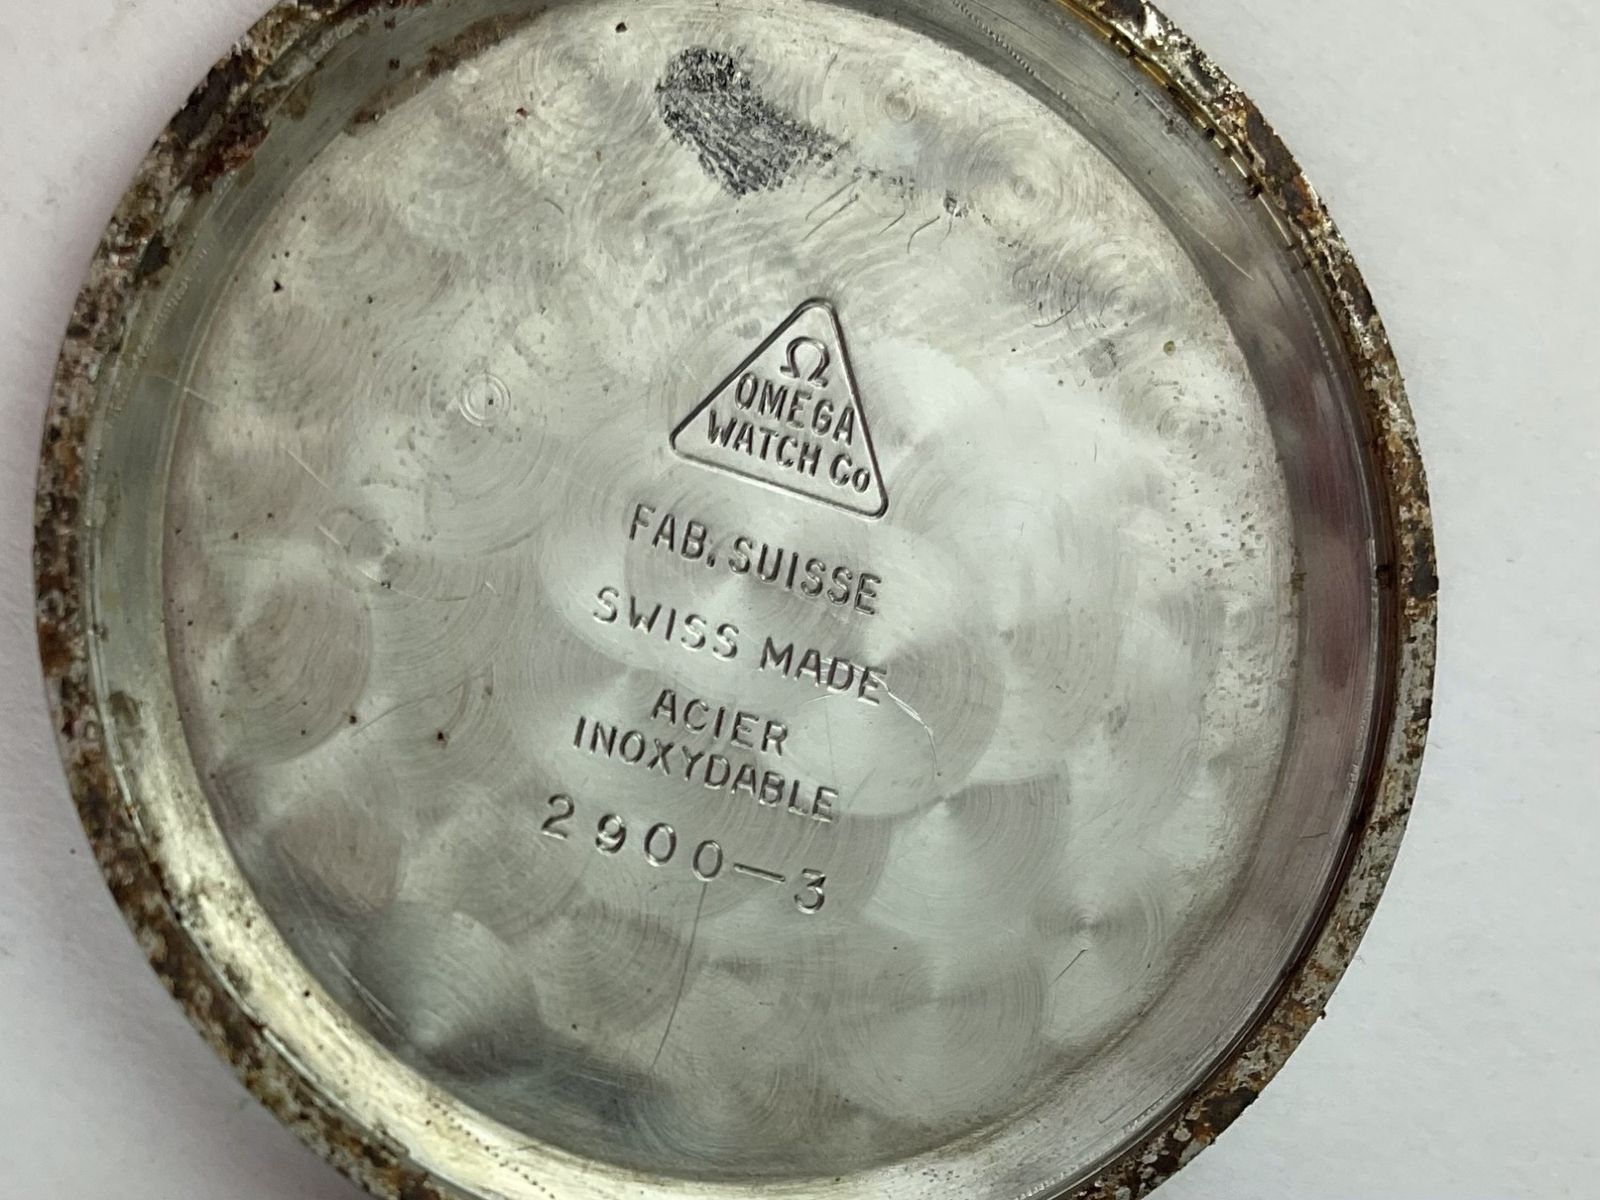 Ω
OMEGA
WATCH Co
FAB. SUISSE
SWISS MADE
ACIER
INOXYDABLE
2900-3